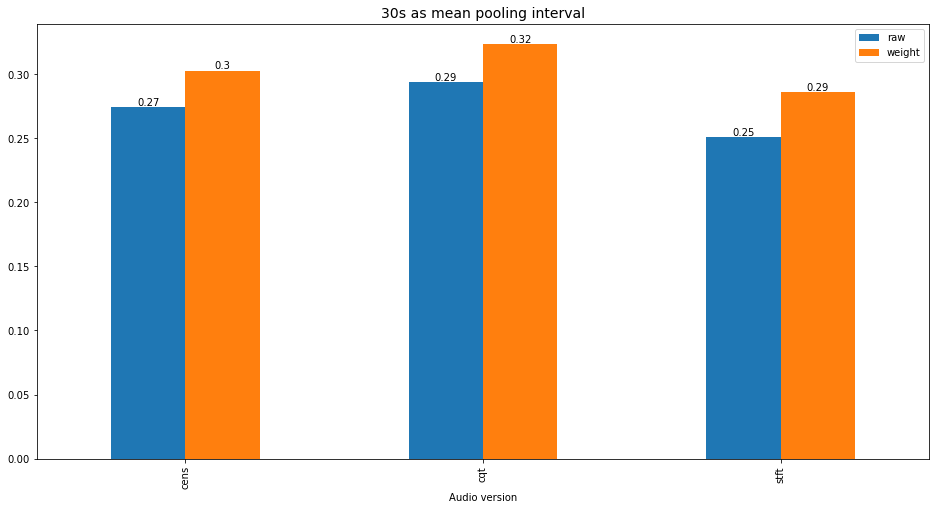 30s as mean pooling interval
raw
weight
0.30
0.25
0.20
0.15
0.10
0.05
0.00
0.27
0.3
0.29
0.32
0.25
0.29
cens
cqt
stft
Audio version